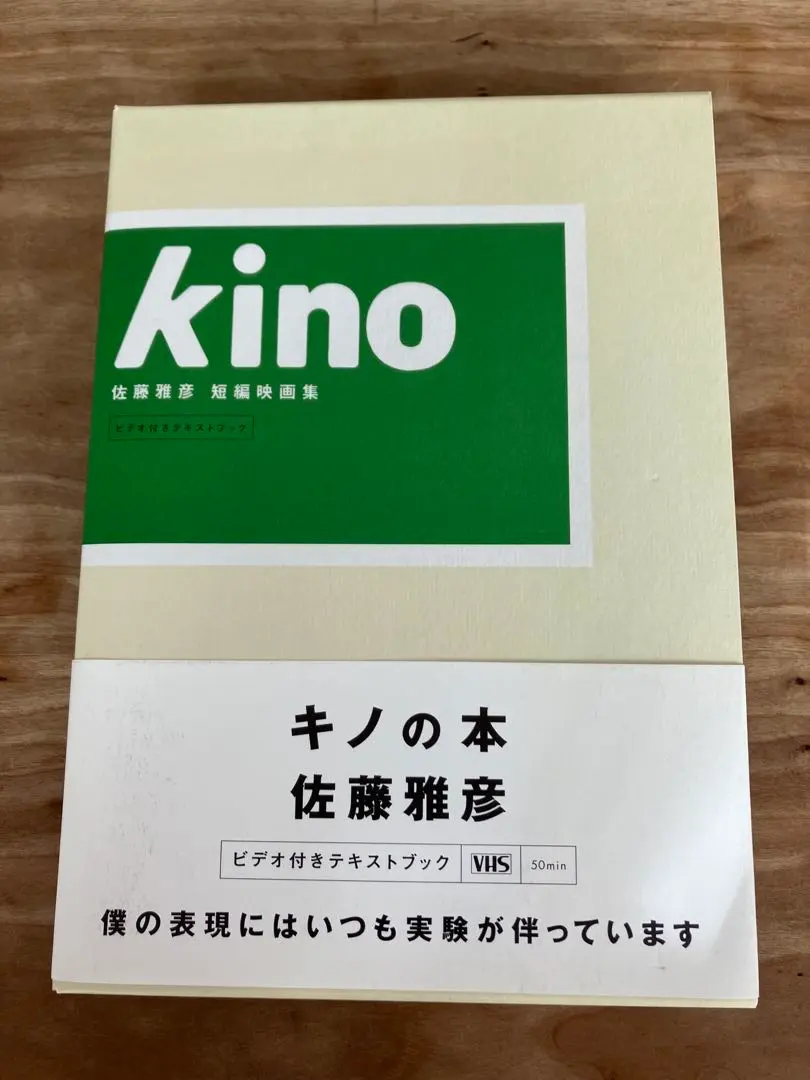 kino
佐藤雅彦 短編映画集
ビデオ付きテキストブック
キノの本
佐藤雅彦
ビデオ付きテキストブック VHS 50min
僕の表現にはいつも実験が伴っています